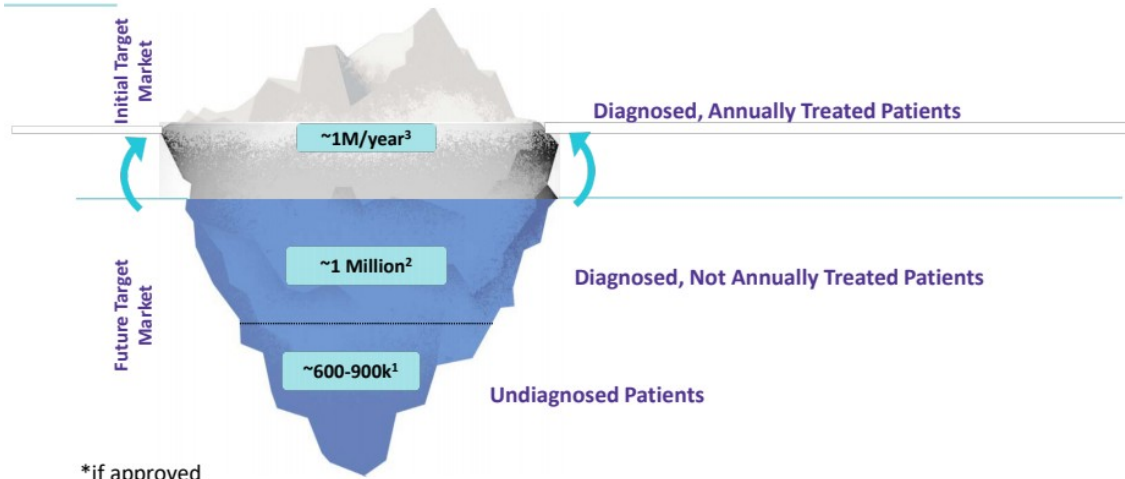 Initial Target
Market
~1M/year³
Diagnosed, Annually Treated Patients
Future Target
Market
~1 Million²
Diagnosed, Not Annually Treated Patients
~600-900k¹
Undiagnosed Patients
*if approved